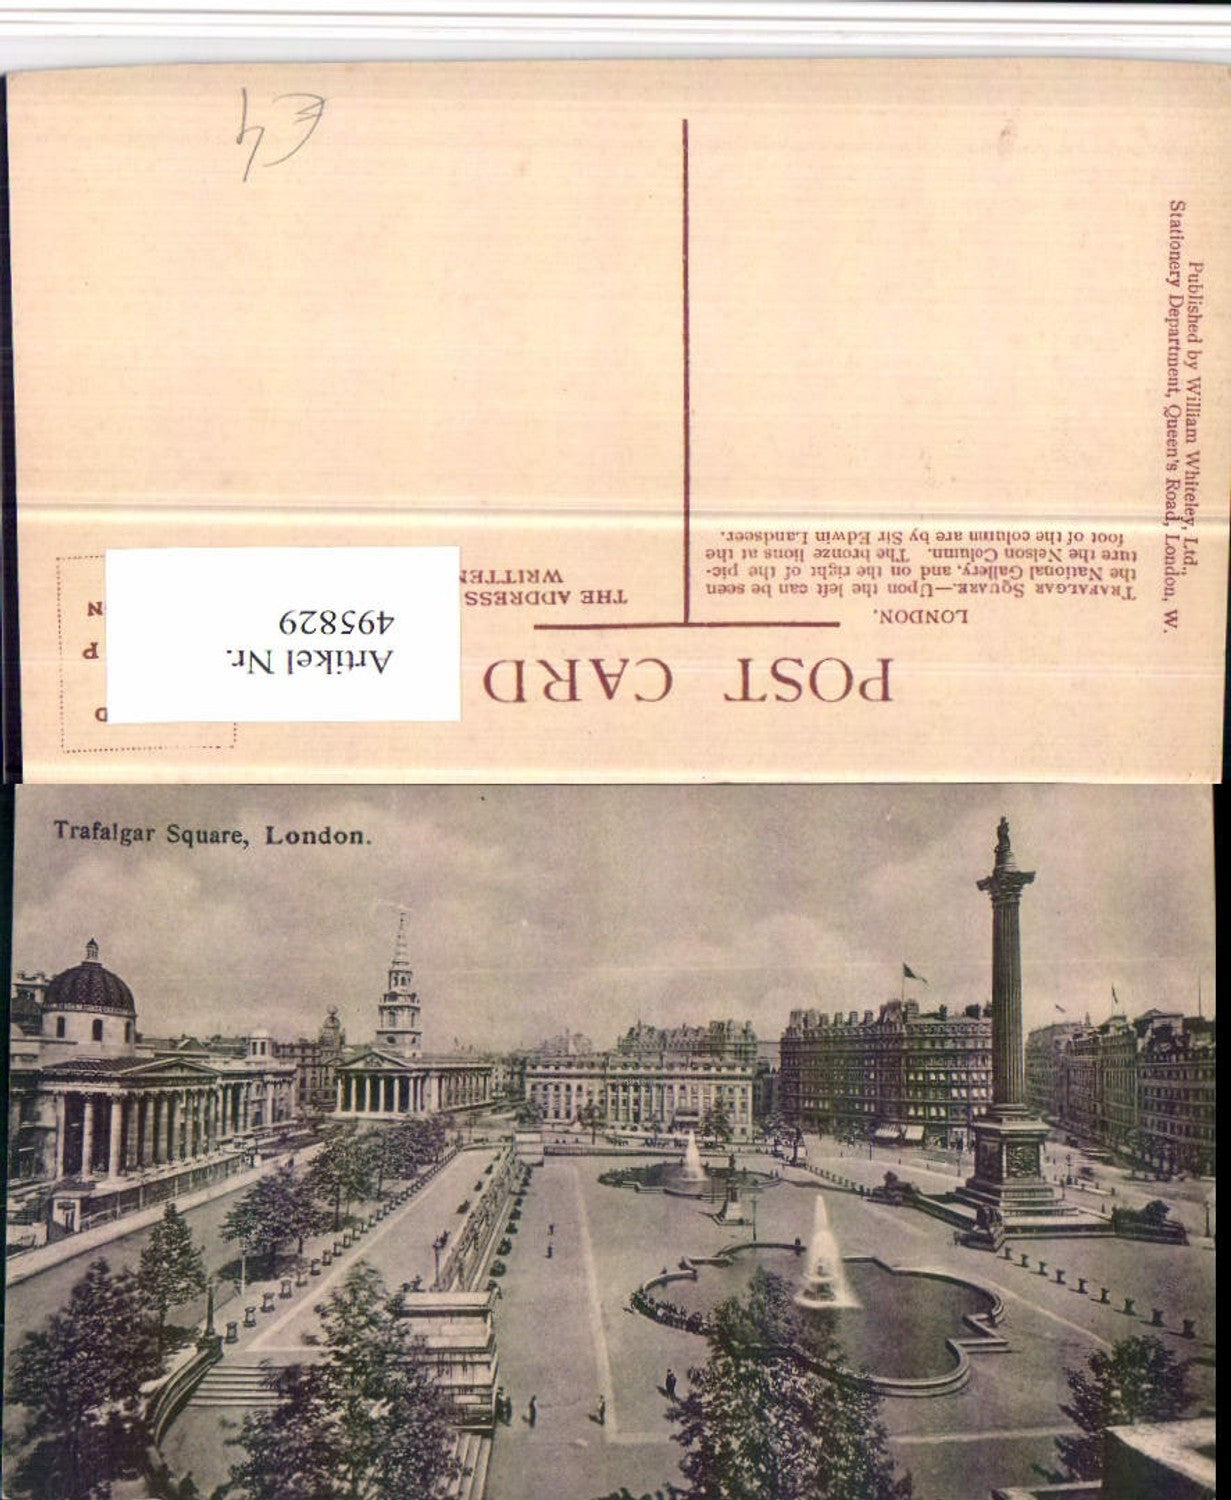 €4
Published by William Whiteley, Ltd,
Stationery Department, Queen's Road, London, W.
POST CARD
LONDON.
TRAFALGAR SQUARE.—Upon the left can be seen
the National Gallery, and on the right of the pic-
ture the Nelson Column. The bronze lions at the
foot of the column are by Sir Edwin Landseer.
THE ADDRESS
WRITTEN
Artikel Nr.
495829
P
N
Trafalgar Square, London.